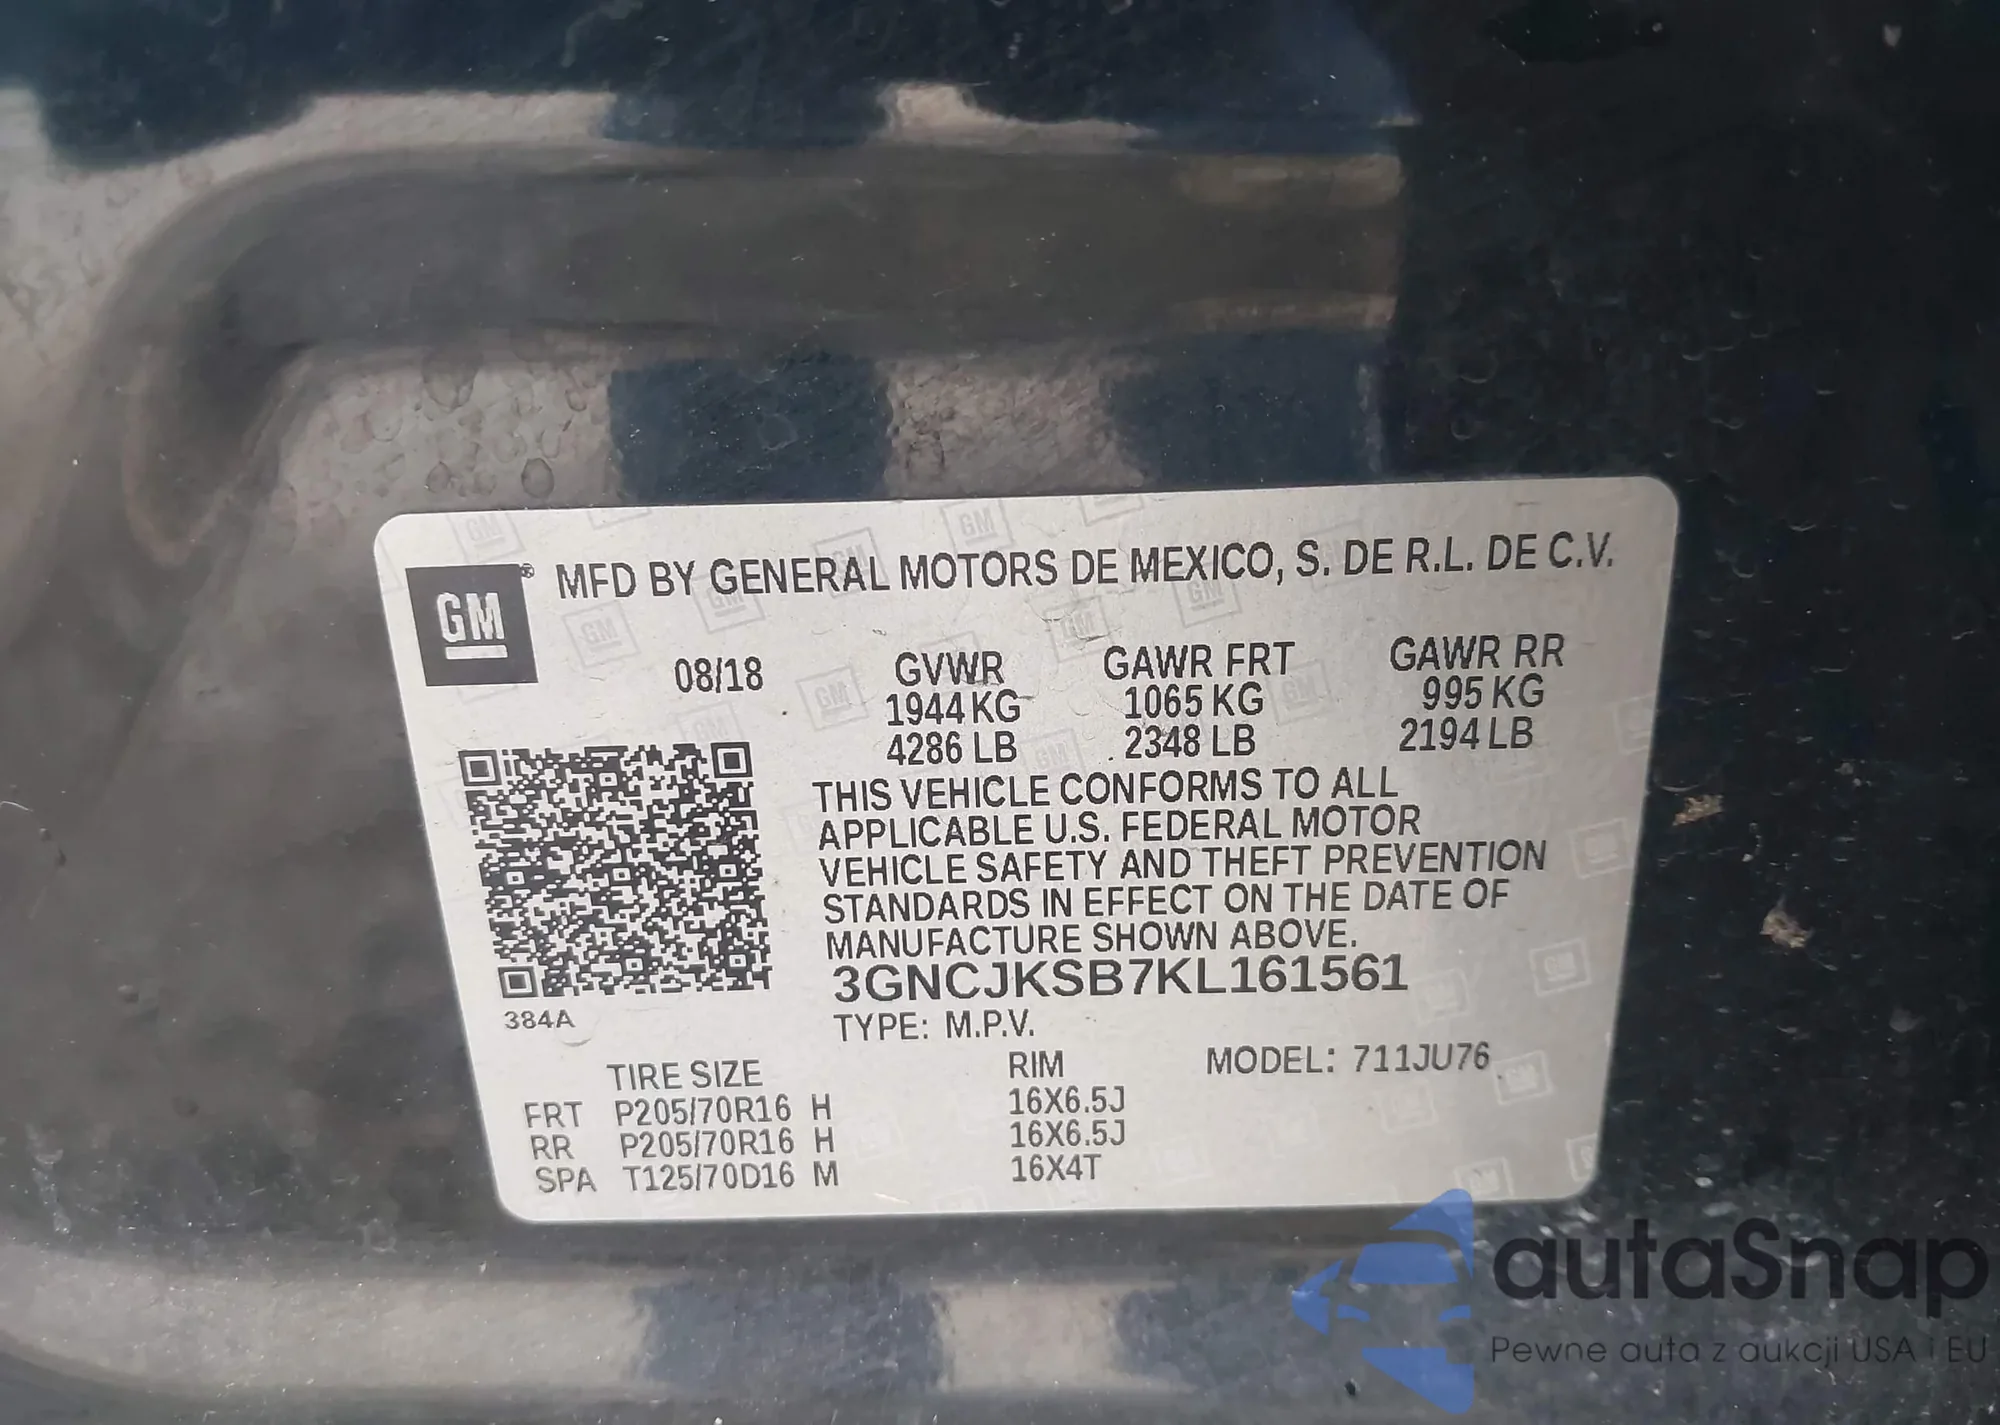 GM® MFD BY GENERAL MOTORS DE MEXICO, S. DE R.L. DE C.V.
08/18 GVWR GAWR FRT GAWR RR
1944 KG 1065 KG 995 KG
4286 LB 2348 LB 2194 LB
THIS VEHICLE CONFORMS TO ALL
APPLICABLE U.S. FEDERAL MOTOR
VEHICLE SAFETY AND THEFT PREVENTION
STANDARDS IN EFFECT ON THE DATE OF
MANUFACTURE SHOWN ABOVE.
3GNCJKSB7KL161561
384A
TYPE: M.P.V.
TIRE SIZE RIM MODEL: 711JU76
FRT P205/70R16 H 16X6.5J
RR P205/70R16 H 16X6.5J
SPA T125/70D16 M 16X4T
autaSnap
Pewne auta z aukcji USA i EU